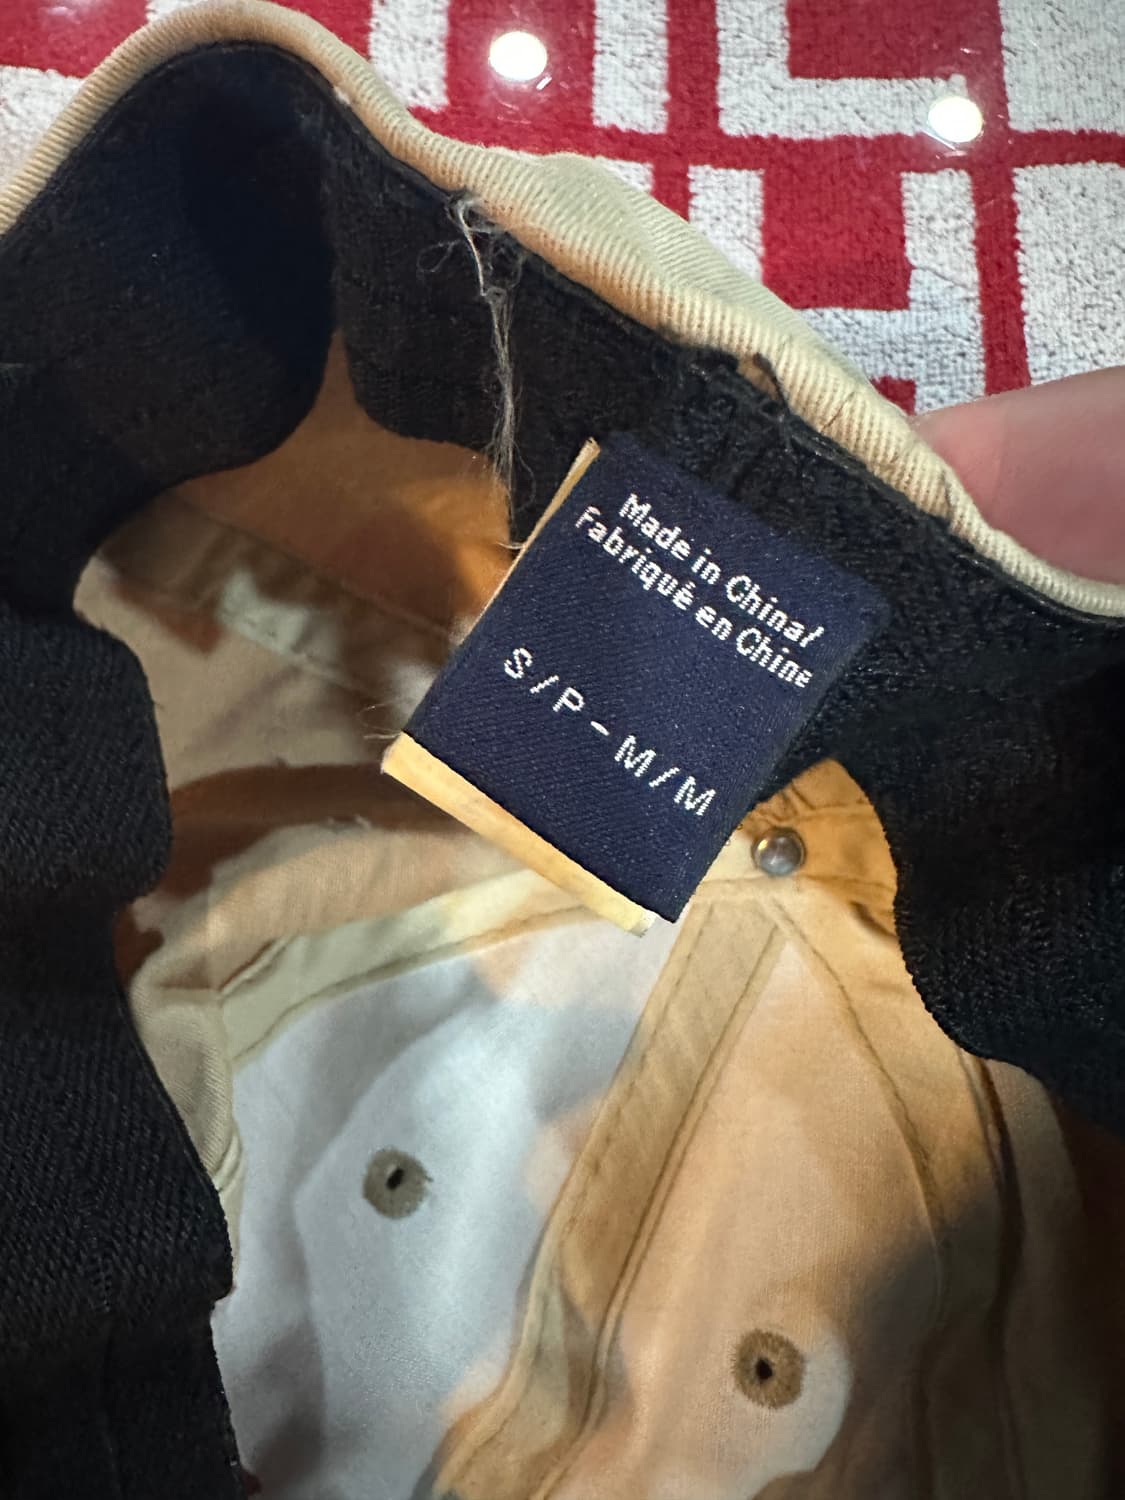 Made in China/
Fabriqué en Chine
S/P-M/M